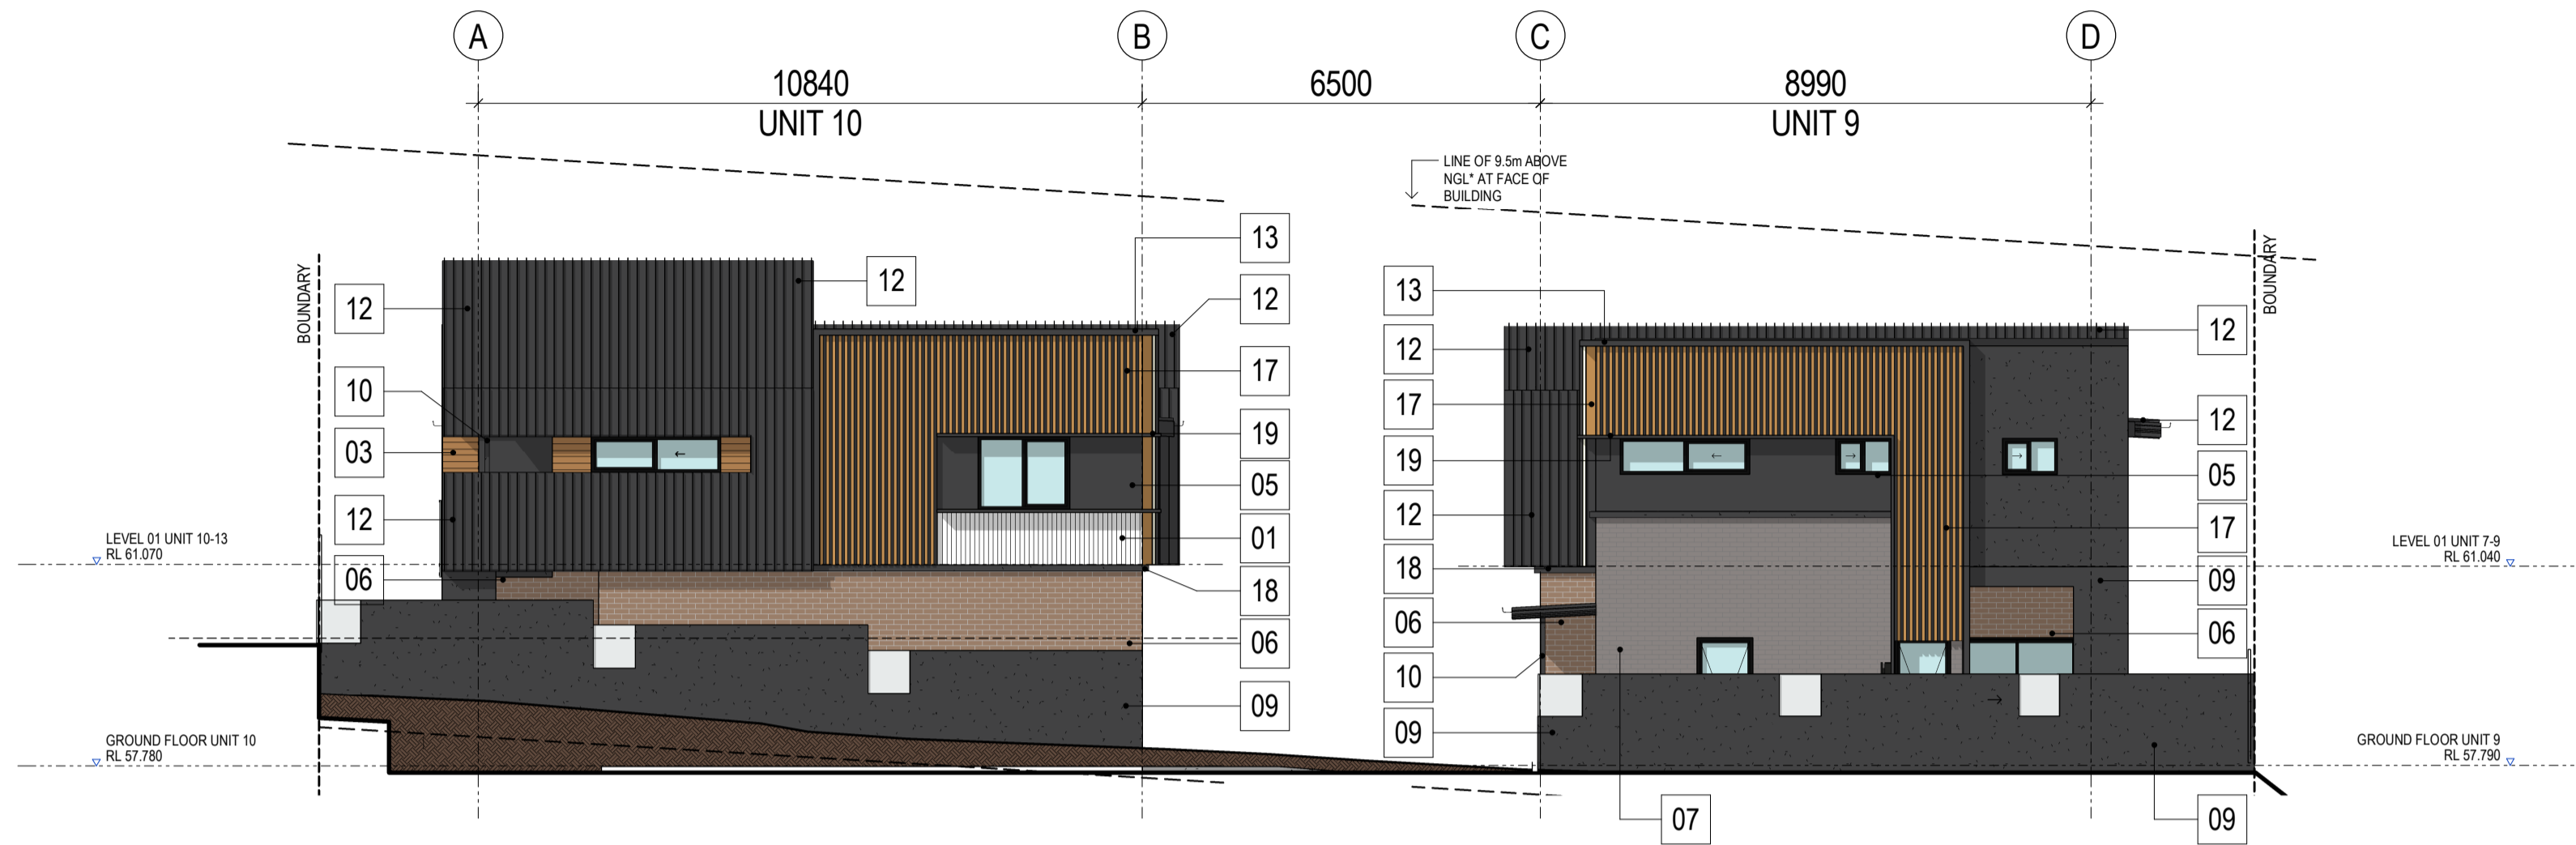 A B C D
10840 6500 8990
UNIT 10 UNIT 9
LINE OF 9.5m ABOVE
NGL* AT FACE OF
BUILDING
BOUNDARY
BOUNDARY
12
10
03
12
06
12
13
12
17
19
05
01
18
06
09
13
12
17
19
12
18
06
10
09
07
12
12
05
17
09
06
09
LEVEL 01 UNIT 10-13
RL 61.070
GROUND FLOOR UNIT 10
RL 57.780
LEVEL 01 UNIT 7-9
RL 61.040
GROUND FLOOR UNIT 9
RL 57.790